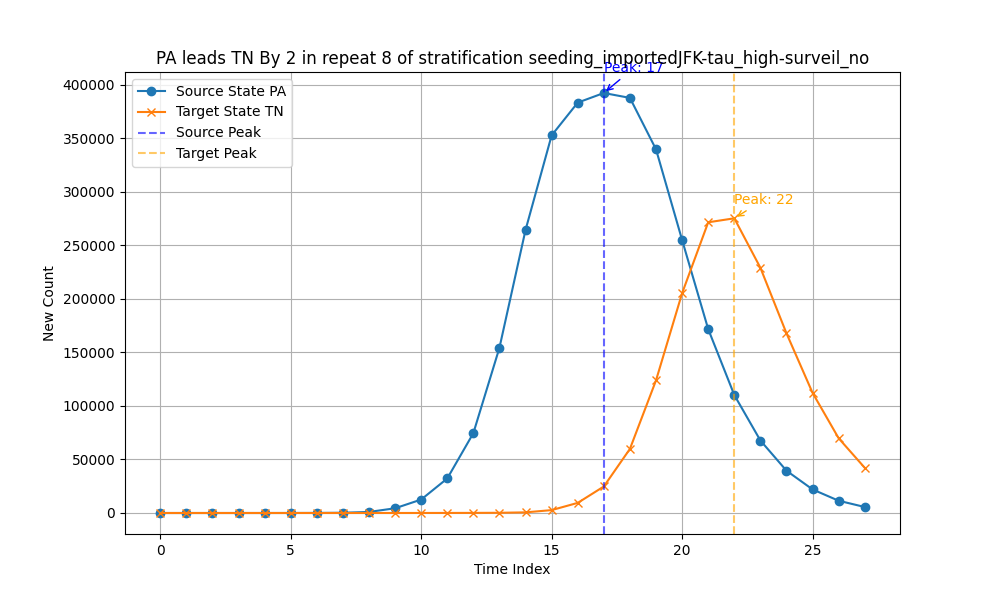 PA leads TN By 2 in repeat 8 of stratification seeding_importedJFK-tau_high-surveil_no
Peak: 17
400000
350000
300000
250000
200000
150000
100000
50000
0
New Count
Source State PA
Target State TN
Source Peak
Target Peak
Peak: 22
0
5
10
15
20
25
Time Index